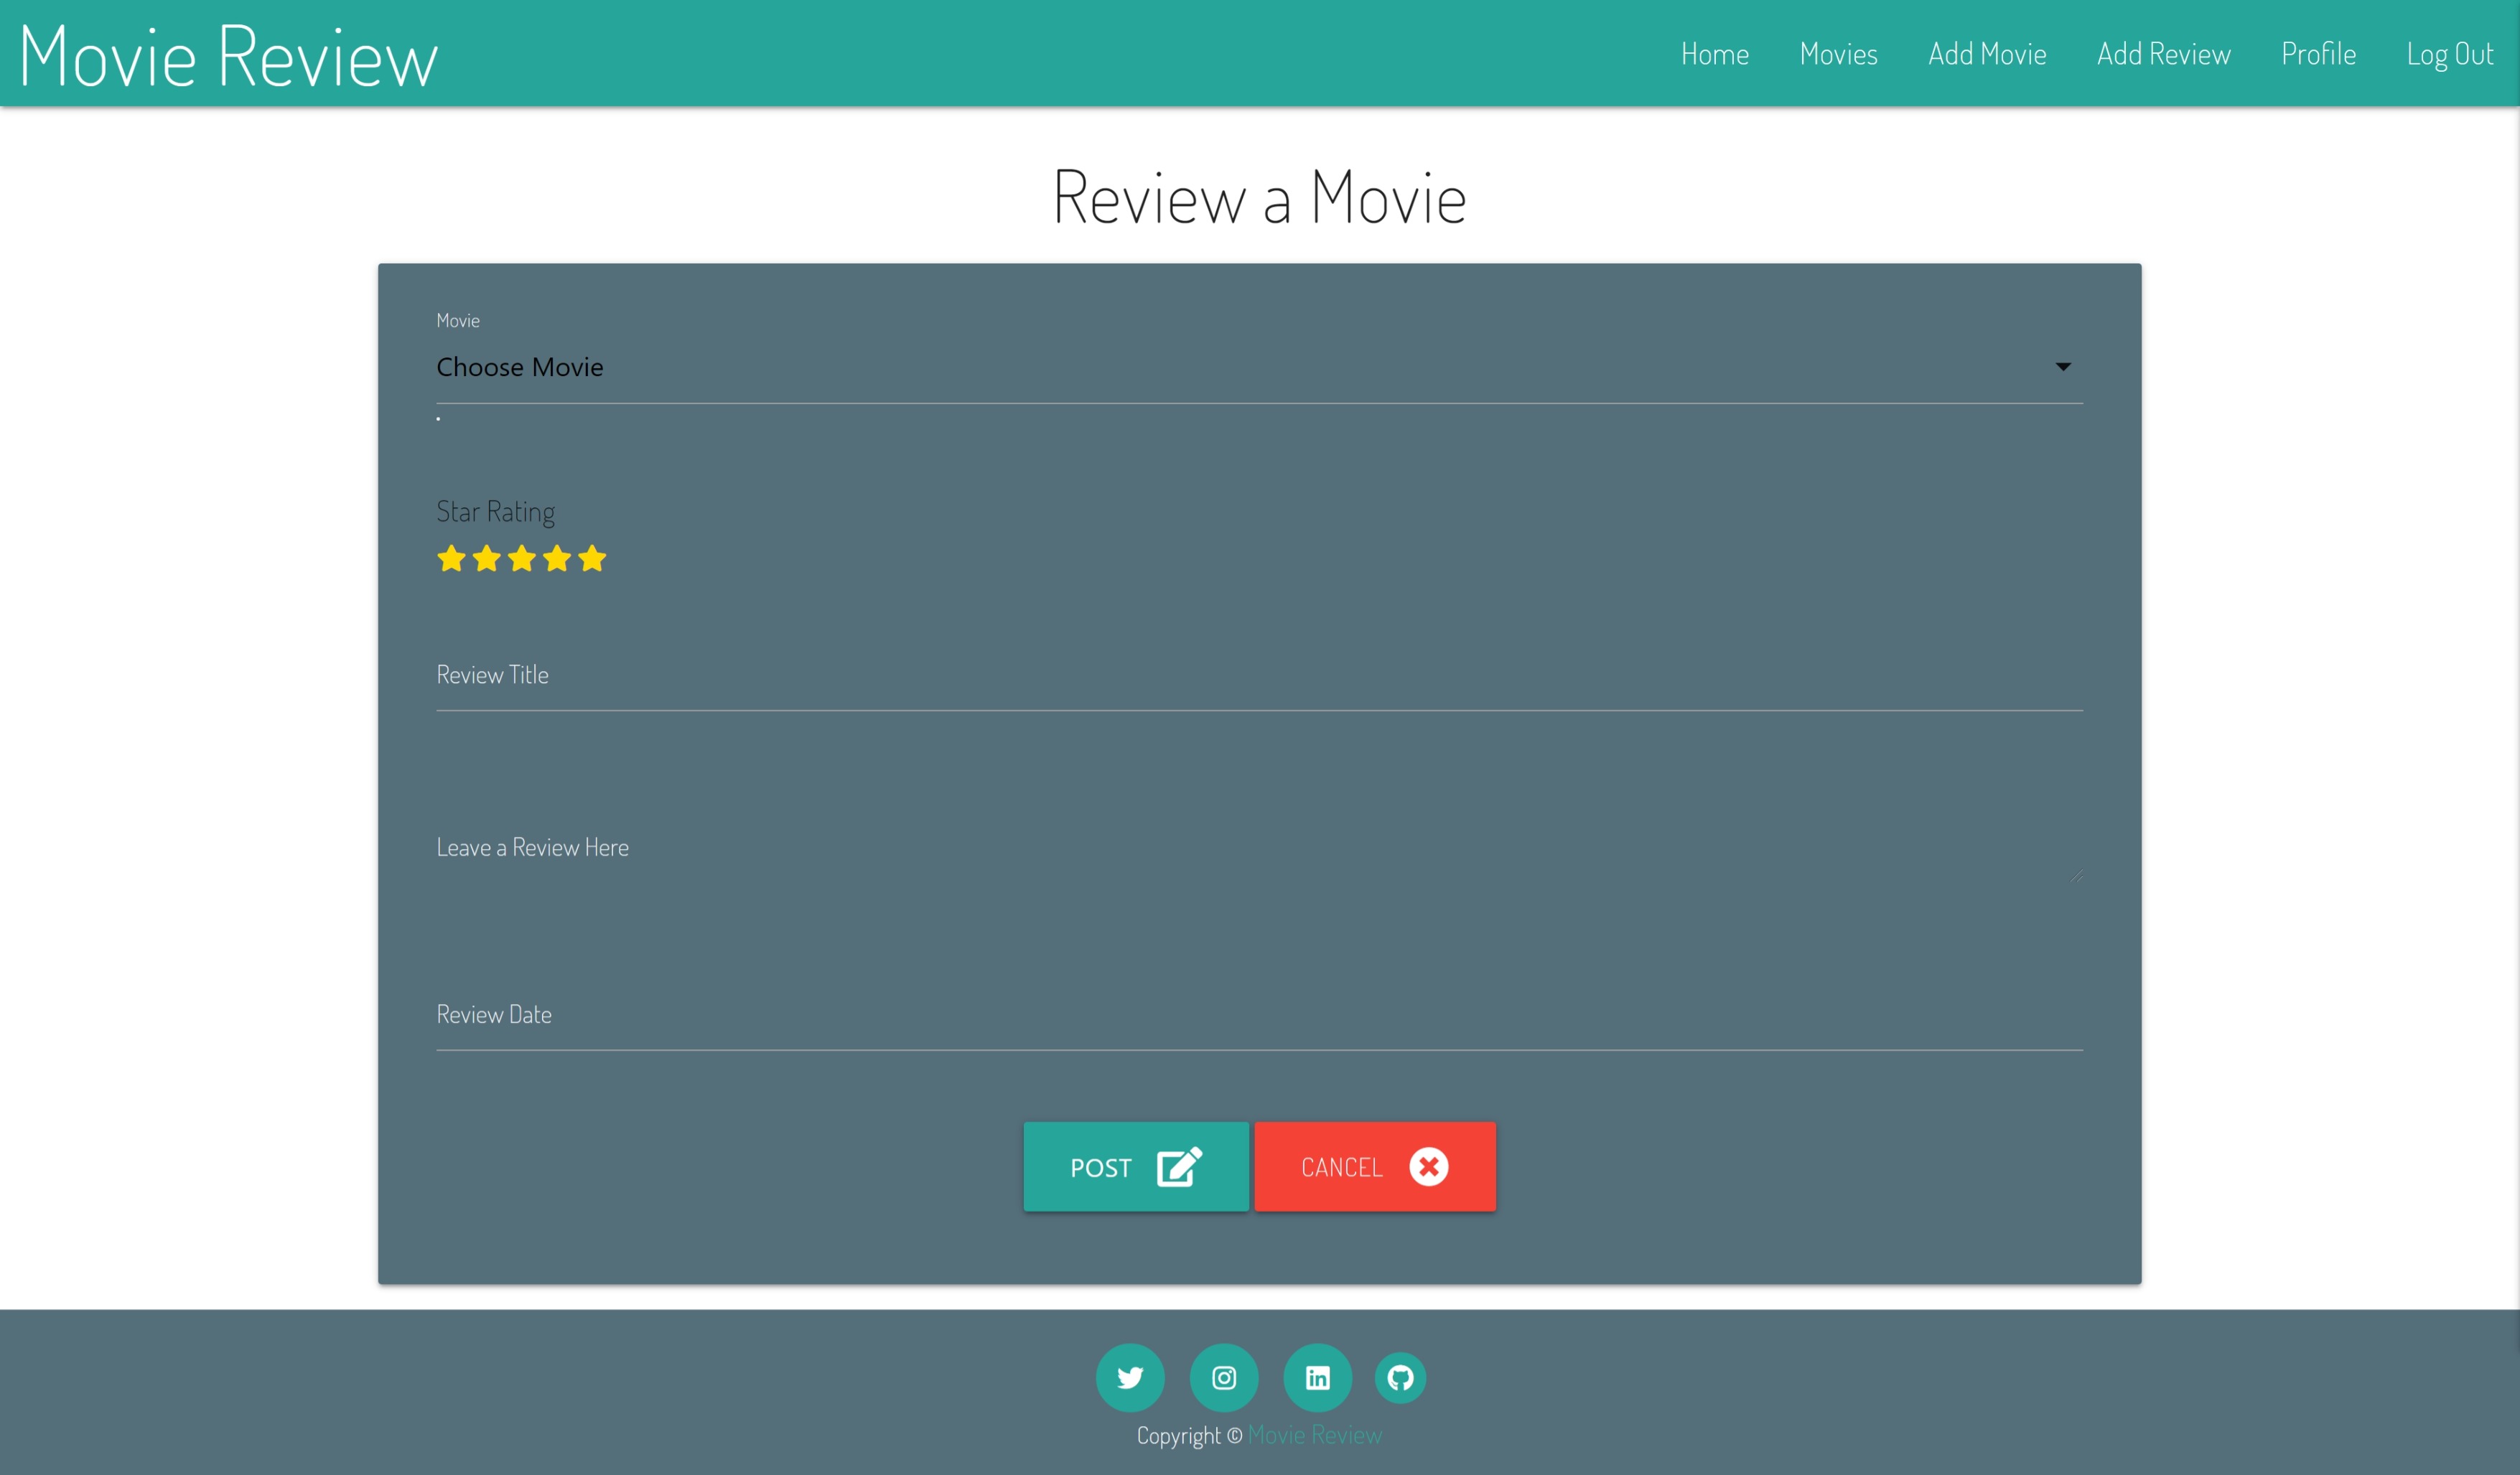 Movie Review
Home Movies Add Movie Add Review Profile Log Out
Review a Movie
Movie
Choose Movie
Star Rating
Review Title
Leave a Review Here
Review Date
POST CANCEL
Copyright © Movie Review